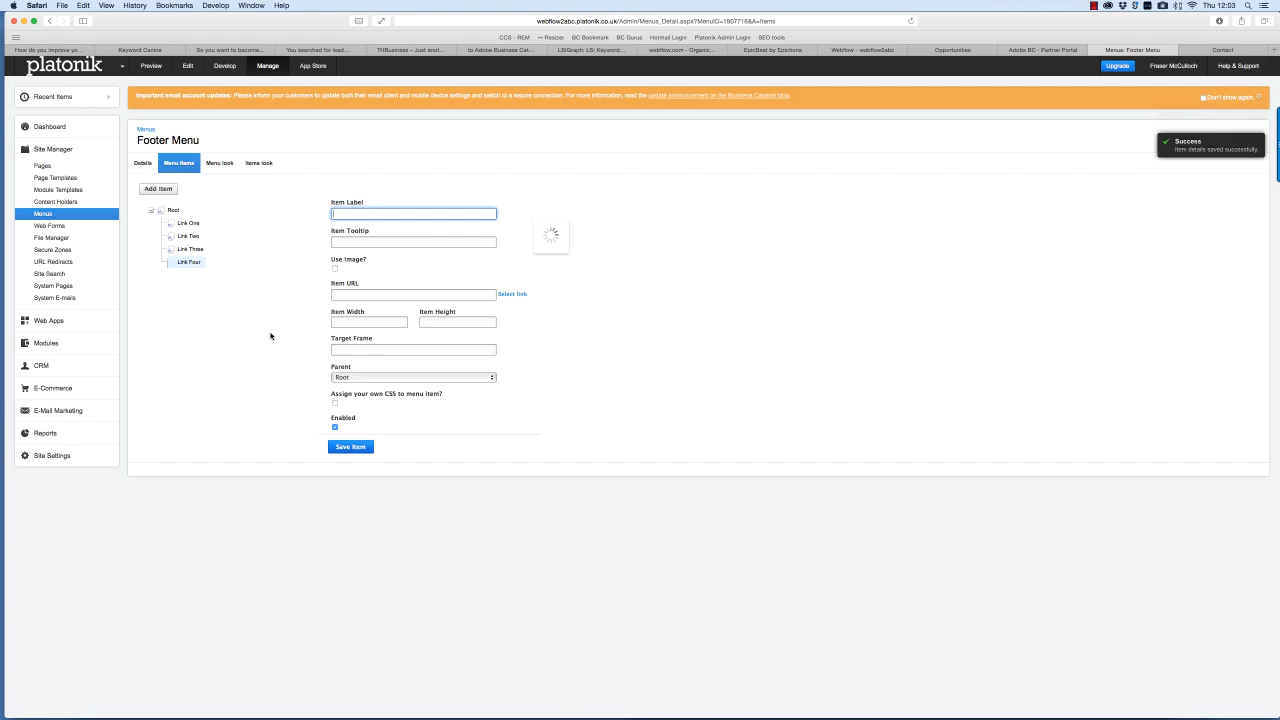 Safari File Edit View History Bookmarks Develop Window Help
Thu 12:03
webflow2abc.platonik.co.uk/Admin/Menus_Detail.aspx?MenuID=1907716&A=Items
CCS - REM ↔ Resizer BC Bookmark BC Gurus Hotmail Login Platonik Admin Login SEO tools
How do you improve yo... Keyword Canine So you want to become... You searched for lead... THBusiness – Just anot... to Adobe Business Cat... LSIGraph: LSI Keyword... webflow.com - Organic... EpicBeat by Epictions Webflow - webflow2abc Opportunities Adobe BC - Partner Portal Menus: Footer Menu Contact
platonik Preview Edit Develop Manage App Store Upgrade Fraser McCulloch Help & Support
Recent Items
Important email account updates: Please inform your customers to update both their email client and mobile device settings and switch to a secure connection. For more information, read the update announcement on the Business Catalyst blog.
Don't show again.
Dashboard
Site Manager
Pages
Page Templates
Module Templates
Content Holders
Menus
Web Forms
File Manager
Secure Zones
URL Redirects
Site Search
System Pages
System E-mails
Web Apps
Modules
CRM
E-Commerce
E-Mail Marketing
Reports
Site Settings
Menus
Footer Menu
Success
Item details saved successfully.
Details Menu Items Menu look Items look
Add Item
Root
Link One
Link Two
Link Three
Link Four
Item Label
Item Tooltip
Use Image?
Item URL
Select link
Item Width Item Height
Target Frame
Parent
Root
Assign your own CSS to menu item?
Enabled
Save Item